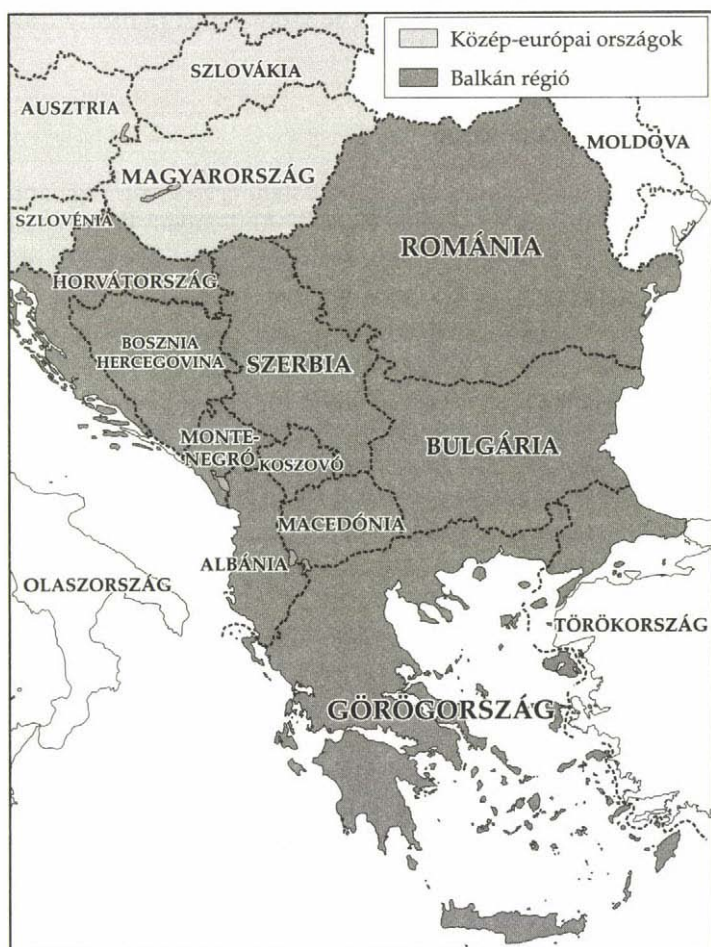 Közép-európai országok
Balkán régió
SZLOVÁKIA
AUSZTRIA
MOLDOVA
MAGYARORSZÁG
SZLOVÉNIA
ROMÁNIA
HORVÁTORSZÁG
BOSZNIA
HERCEGOVINA
SZERBIA
MONTE-
NEGRÓ
KOSZOVÓ
BULGÁRIA
MACEDÓNIA
ALBÁNIA
OLASZORSZÁG
TÖRÖKORSZÁG
GÖRÖGORSZÁG